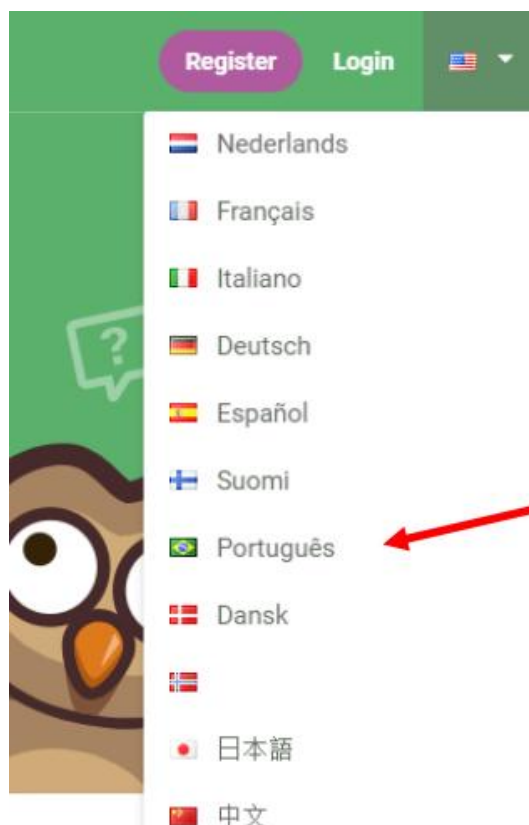 Register Login
Nederlands
Français
Italiano
Deutsch
Español
?
Suomi
Português
Dansk
日本語
中文